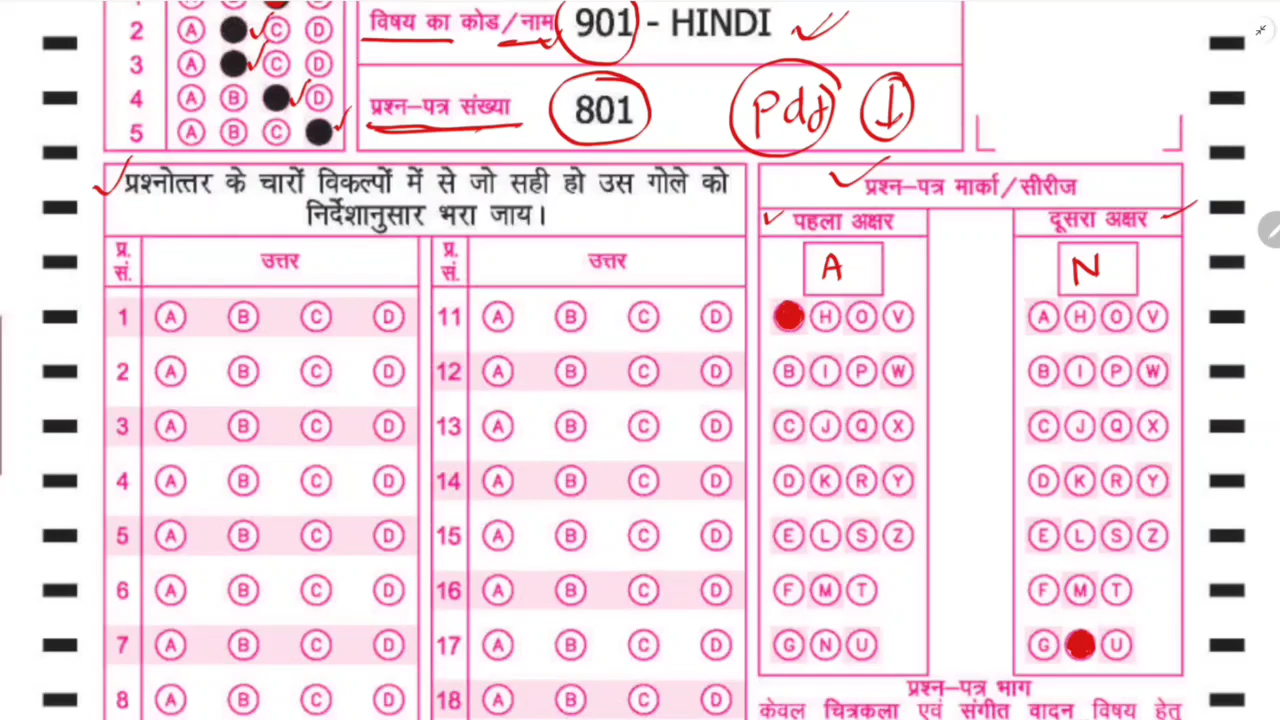 2 A C D
3 A C D
4 A B D
5 A B C
विषय का कोड/नाम 901 - HINDI
प्रश्न-पत्र संख्या 801 Pdf I
प्रश्नोत्तर के चारों विकल्पों में से जो सही हो उस गोले को
निर्देशानुसार भरा जाय।
प्र. सं. उत्तर प्र. सं. उत्तर
1 A B C D 11 A B C D
2 A B C D 12 A B C D
3 A B C D 13 A B C D
4 A B C D 14 A B C D
5 A B C D 15 A B C D
6 A B C D 16 A B C D
7 A B C D 17 A B C D
8 A B C D 18 A B C D
प्रश्न-पत्र मार्का/सीरीज
पहला अक्षर दूसरा अक्षर
A N
H O V A H O V
B I P W B I P W
C J Q X C J Q X
D K R Y D K R Y
E L S Z E L S Z
F M T F M T
G N U G U
प्रश्न-पत्र भाग
केवल चित्रकला एवं संगीत वादन विषय हेतु